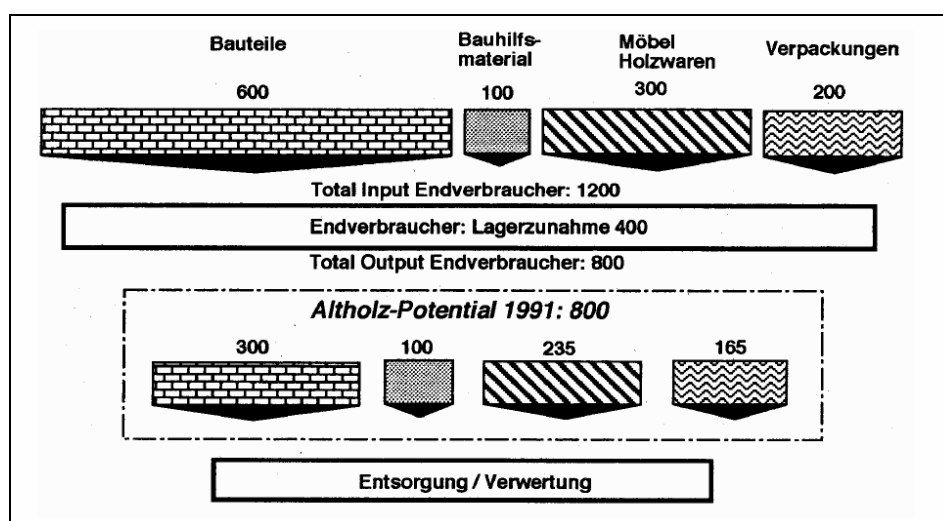 Bauteile
Bauhilfs-
material
Möbel
Holzwaren
Verpackungen
600
100
300
200
Total Input Endverbraucher: 1200
Endverbraucher: Lagerzunahme 400
Total Output Endverbraucher: 800
Altholz-Potential 1991: 800
300
100
235
165
Entsorgung / Verwertung